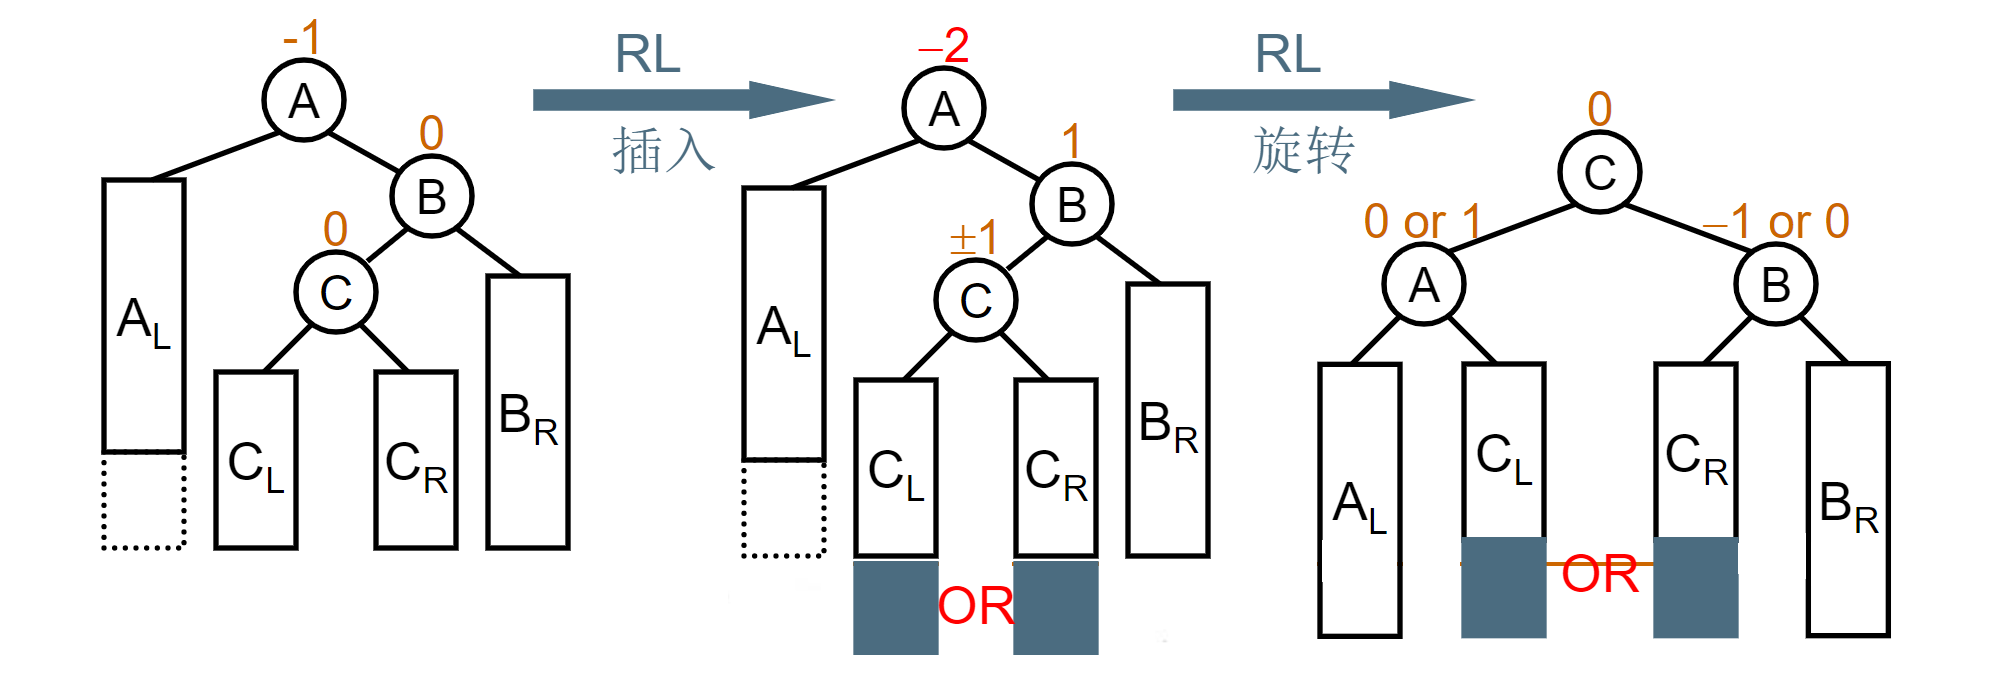 -1
A
0
B
0
C
A_L
C_L
C_R
B_R
RL
插入
–2
A
1
B
±1
C
A_L
C_L
C_R
B_R
OR
RL
旋转
0
C
0 or 1
–1 or 0
A
B
A_L
C_L
C_R
B_R
OR